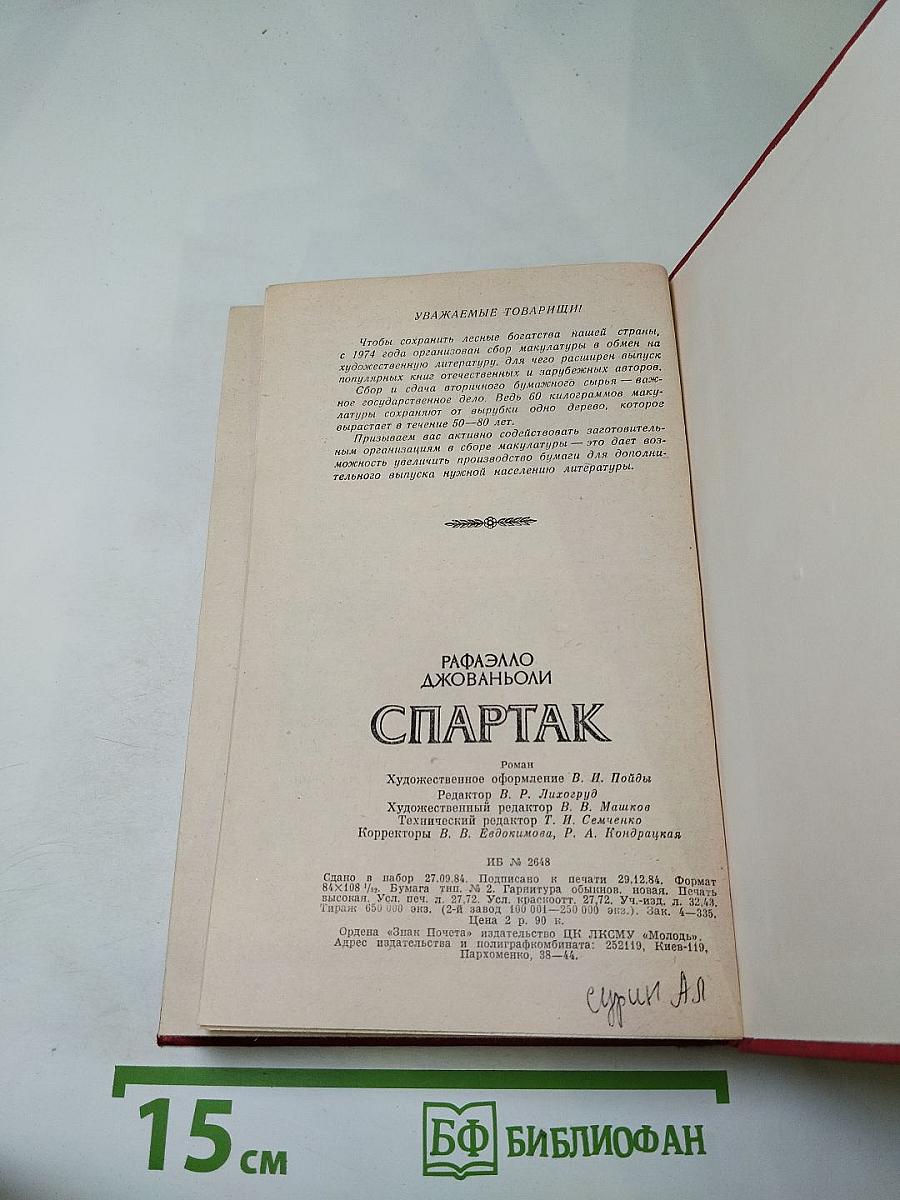 УВАЖАЕМЫЕ ТОВАРИЩИ!
Чтобы сохранить лесные богатства нашей страны,
с 1974 года организован сбор макулатуры в обмен на
художественную литературу, для чего расширен выпуск
популярных книг отечественных и зарубежных авторов.
Сбор и сдача вторичного бумажного сырья — важ-
ное государственное дело. Ведь 60 килограммов маку-
латуры сохраняют от вырубки одно дерево, которое
вырастает в течение 50—80 лет.
Призываем вас активно содействовать заготовитель-
ным организациям в сборе макулатуры — это дает воз-
можность увеличить производство бумаги для дополни-
тельного выпуска нужной населению литературы.
РАФАЭЛЛО
ДЖОВАНЬОЛИ
СПАРТАК
Роман
Художественное оформление В. И. Пойды
Редактор В. Р. Лихогруд
Художественный редактор В. В. Машков
Технический редактор Т. И. Семченко
Корректоры В. В. Евдокимова, Р. А. Кондрацкая
ИБ № 2648
Сдано в набор 27.09.84. Подписано к печати 29.12.84. Формат
84×108 1/32. Бумага тип. № 2. Гарнитура обыкнов. новая. Печать
высокая. Усл. печ. л. 27,72. Усл. краскоотт. 27,72. Уч.-изд. л. 32,43.
Тираж 650 000 экз. (2-й завод 100 001—250 000 экз.). Зак. 4—335.
Цена 2 р. 90 к.
Ордена «Знак Почета» издательство ЦК ЛКСМУ «Молодь».
Адрес издательства и полиграфкомбината: 252119, Киев-119,
Пархоменко, 38—44.
Сурин АЛ
15 см
БФ БИБЛИОФАН